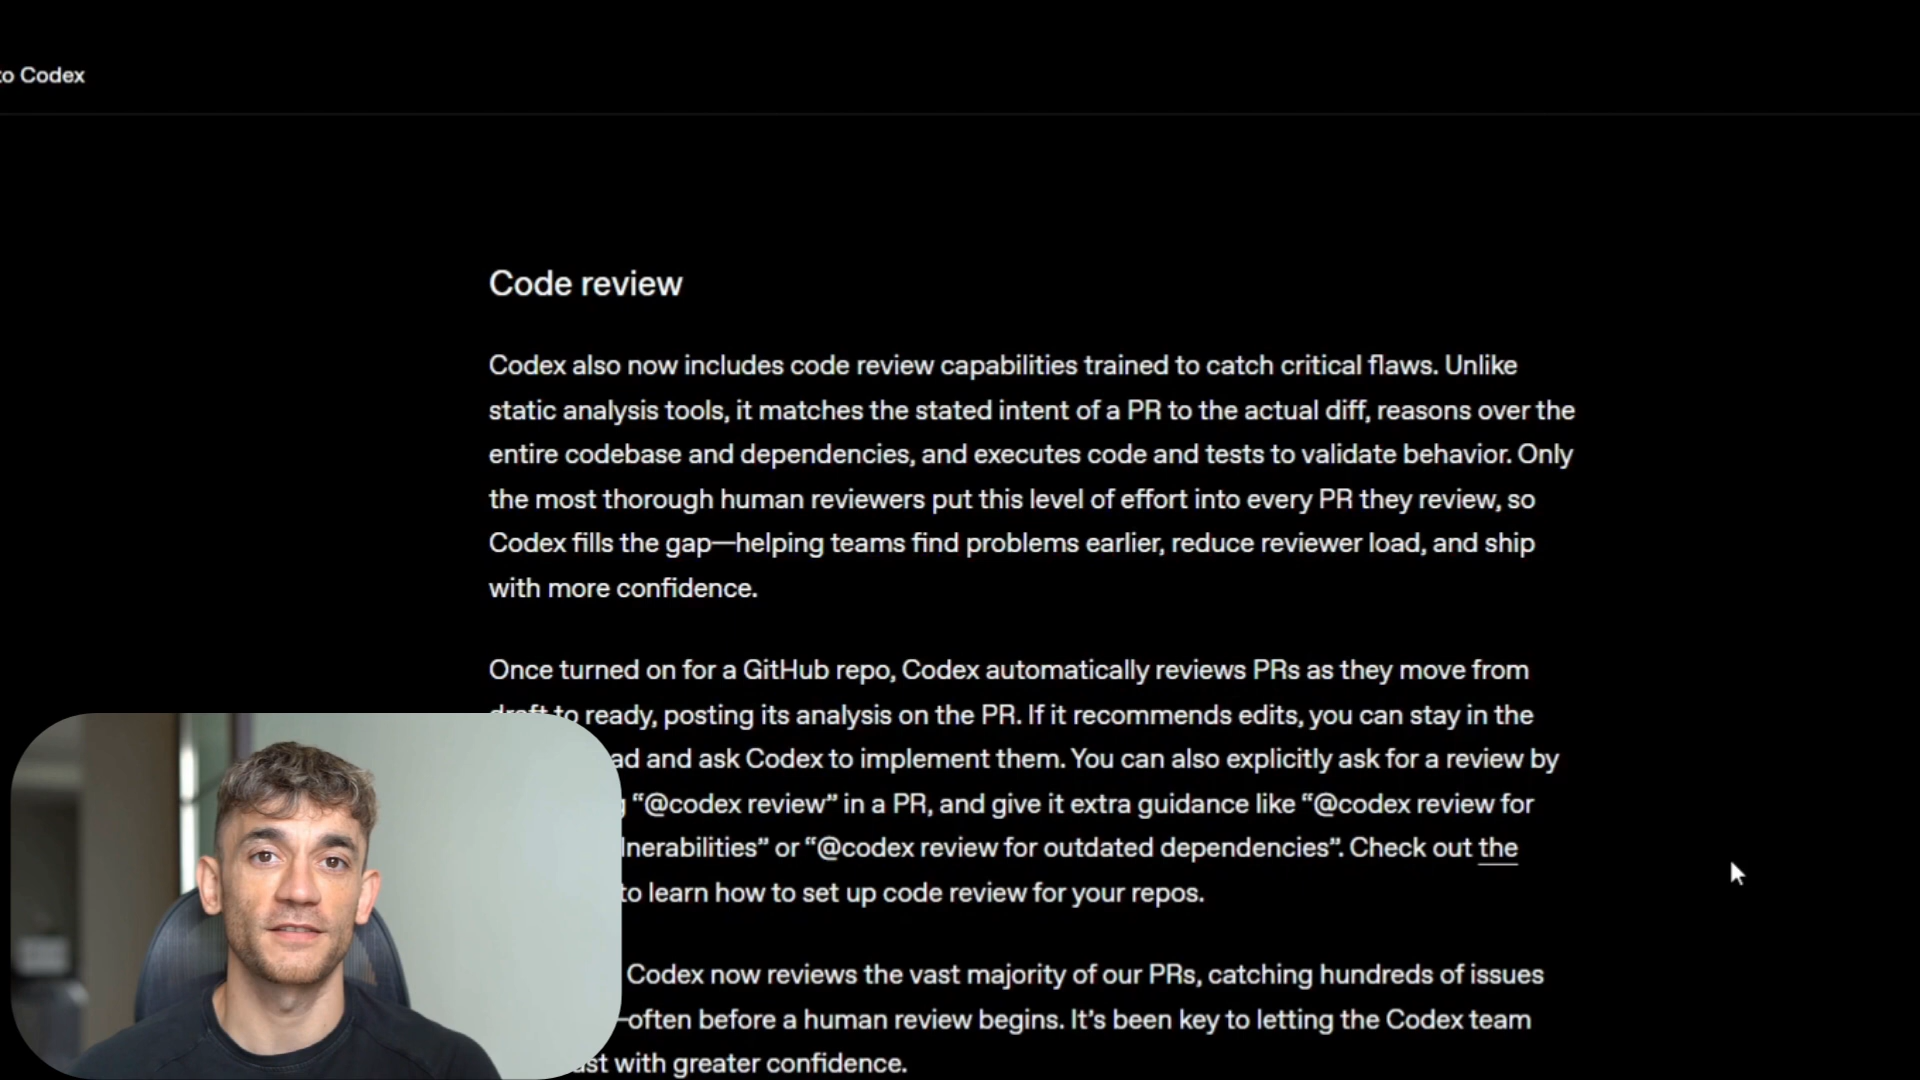 to Codex
Code review
Codex also now includes code review capabilities trained to catch critical flaws. Unlike
static analysis tools, it matches the stated intent of a PR to the actual diff, reasons over the
entire codebase and dependencies, and executes code and tests to validate behavior. Only
the most thorough human reviewers put this level of effort into every PR they review, so
Codex fills the gap—helping teams find problems earlier, reduce reviewer load, and ship
with more confidence.
Once turned on for a GitHub repo, Codex automatically reviews PRs as they move from
draft to ready, posting its analysis on the PR. If it recommends edits, you can stay in the
and ask Codex to implement them. You can also explicitly ask for a review by
“@codex review” in a PR, and give it extra guidance like “@codex review for
or “@codex review for outdated dependencies”. Check out the
to learn how to set up code review for your repos.
Codex now reviews the vast majority of our PRs, catching hundreds of issues
—often before a human review begins. It’s been key to letting the Codex team
with greater confidence.